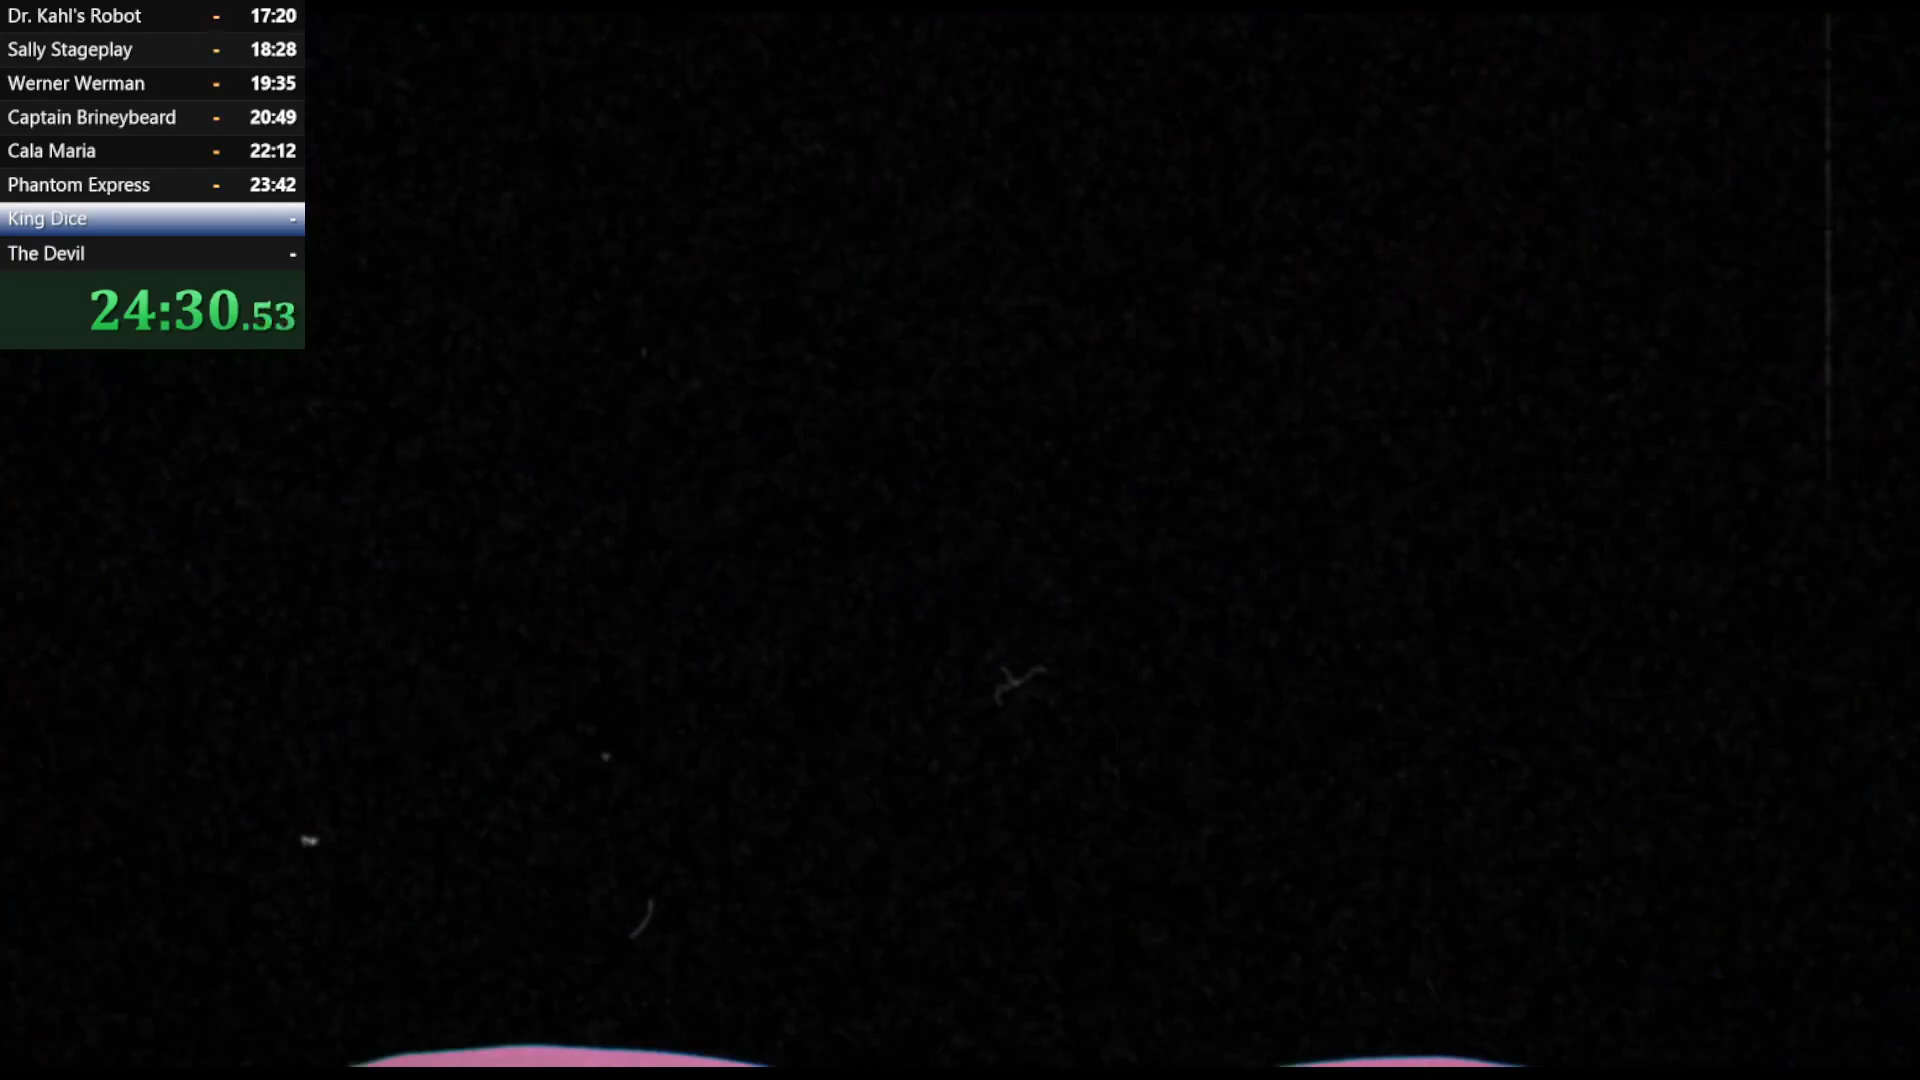 Dr. Kahl's Robot - 17:20
Sally Stageplay - 18:28
Werner Werman - 19:35
Captain Brineybeard - 20:49
Cala Maria - 22:12
Phantom Express - 23:42
King Dice -
The Devil -
24:30.53